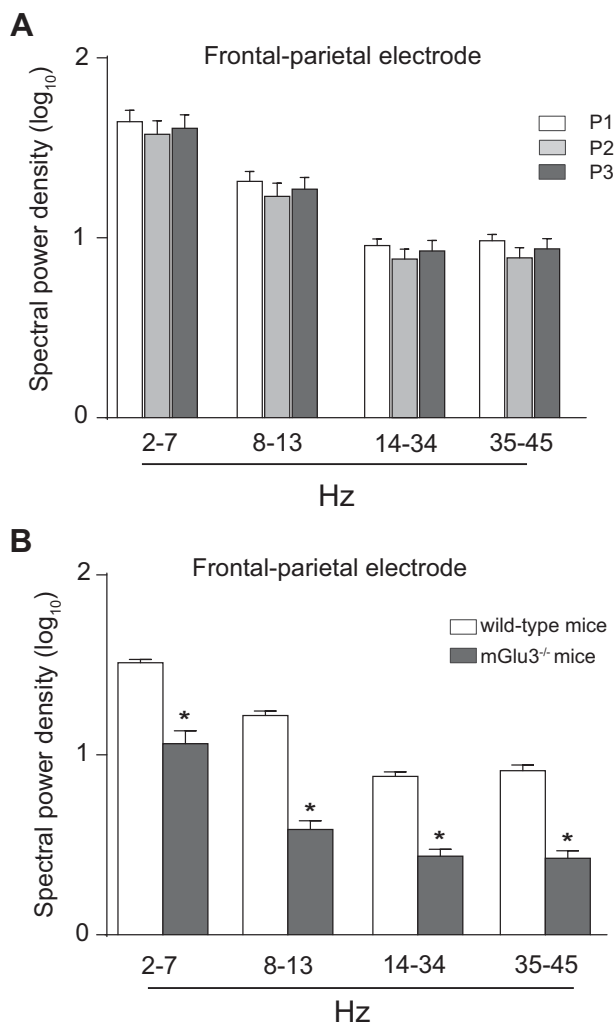 A
Frontal-parietal electrode
Spectral power density (log10)
2
1
0
P1
P2
P3
2-7 8-13 14-34 35-45
Hz
B
Frontal-parietal electrode
Spectral power density (log10)
2
1
0
wild-type mice
mGlu3-/- mice
* * * *
2-7 8-13 14-34 35-45
Hz